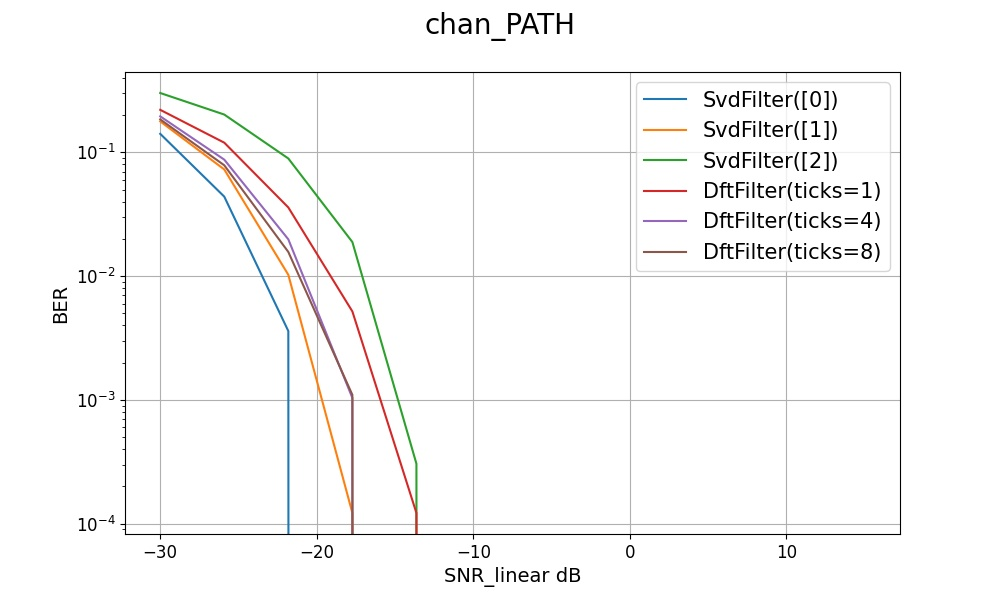 chan_PATH
SvdFilter([0])
SvdFilter([1])
SvdFilter([2])
DftFilter(ticks=1)
DftFilter(ticks=4)
DftFilter(ticks=8)
BER
10⁻¹
10⁻²
10⁻³
10⁻⁴
−30 −20 −10 0 10
SNR_linear dB